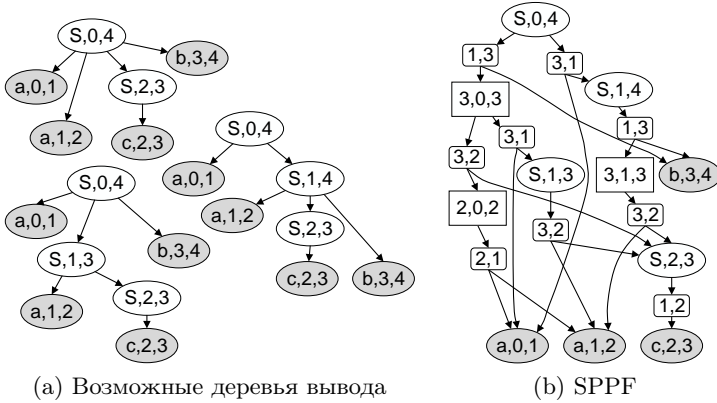 S,0,4
b,3,4
a,0,1
S,2,3
a,1,2
c,2,3
S,0,4
a,0,1
S,1,4
a,1,2
S,2,3
c,2,3
b,3,4
S,0,4
a,0,1
b,3,4
S,1,3
a,1,2
S,2,3
c,2,3
(a) Возможные деревья вывода
S,0,4
1,3
3,1
S,1,4
3,0,3
3,1
1,3
3,2
S,1,3
3,1,3
b,3,4
2,0,2
3,2
3,2
2,1
S,2,3
1,2
a,0,1
a,1,2
c,2,3
(b) SPPF